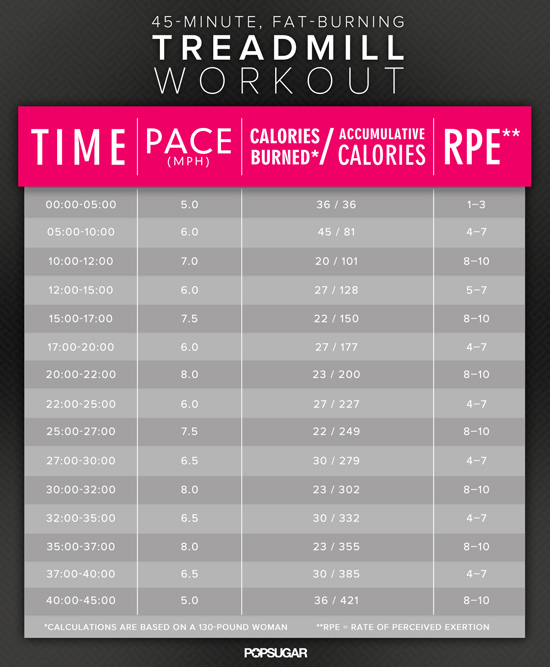 45-MINUTE, FAT-BURNING
TREADMILL
WORKOUT
TIME PACE (MPH) CALORIES BURNED* / ACCUMULATIVE CALORIES RPE**
00:00-05:00 5.0 36 / 36 1–3
05:00-10:00 6.0 45 / 81 4–7
10:00-12:00 7.0 20 / 101 8–10
12:00-15:00 6.0 27 / 128 5–7
15:00-17:00 7.5 22 / 150 8–10
17:00-20:00 6.0 27 / 177 4–7
20:00-22:00 8.0 23 / 200 8–10
22:00-25:00 6.0 27 / 227 4–7
25:00-27:00 7.5 22 / 249 8–10
27:00-30:00 6.5 30 / 279 4–7
30:00-32:00 8.0 23 / 302 8–10
32:00-35:00 6.5 30 / 332 4–7
35:00-37:00 8.0 23 / 355 8–10
37:00-40:00 6.5 30 / 385 4–7
40:00-45:00 5.0 36 / 421 8–10
*CALCULATIONS ARE BASED ON A 130-POUND WOMAN **RPE = RATE OF PERCEIVED EXERTION
POPSUGAR